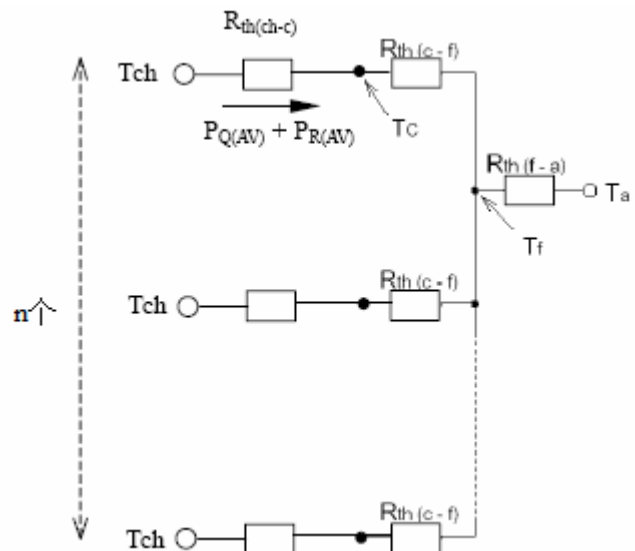 Rth(ch-c)
Rth (c - f)
Tch
PQ(AV) + PR(AV)
TC
Rth (f - a)
Ta
Tf
Rth (c - f)
n个
Tch
Rth (c - f)
Tch